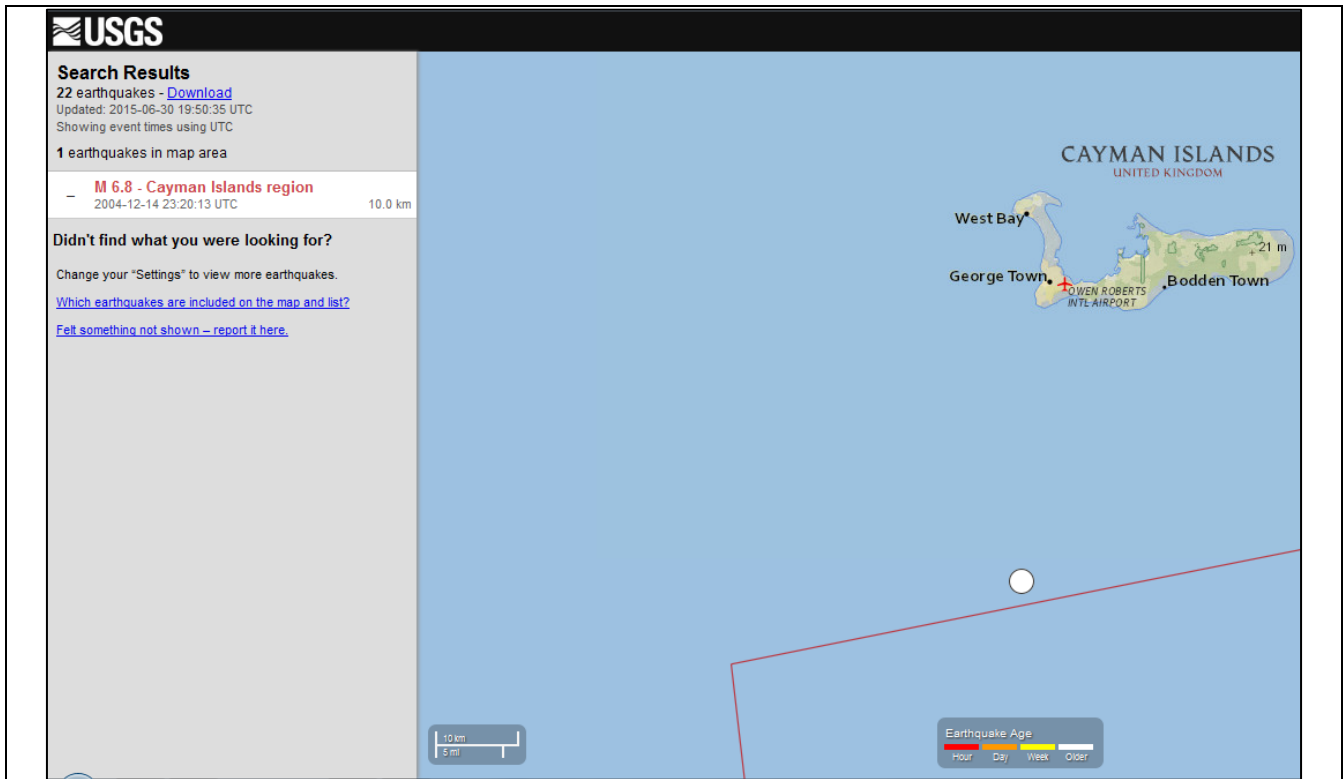 USGS
Search Results
22 earthquakes - Download
Updated: 2015-06-30 19:50:35 UTC
Showing event times using UTC
1 earthquakes in map area
M 6.8 - Cayman Islands region
2004-12-14 23:20:13 UTC 10.0 km
Didn't find what you were looking for?
Change your “Settings” to view more earthquakes.
Which earthquakes are included on the map and list?
Felt something not shown – report it here.
CAYMAN ISLANDS
UNITED KINGDOM
West Bay
21 m
George Town
Bodden Town
OWEN ROBERTS
INTL AIRPORT
10 km
5 mi
Earthquake Age
Hour Day Week Older